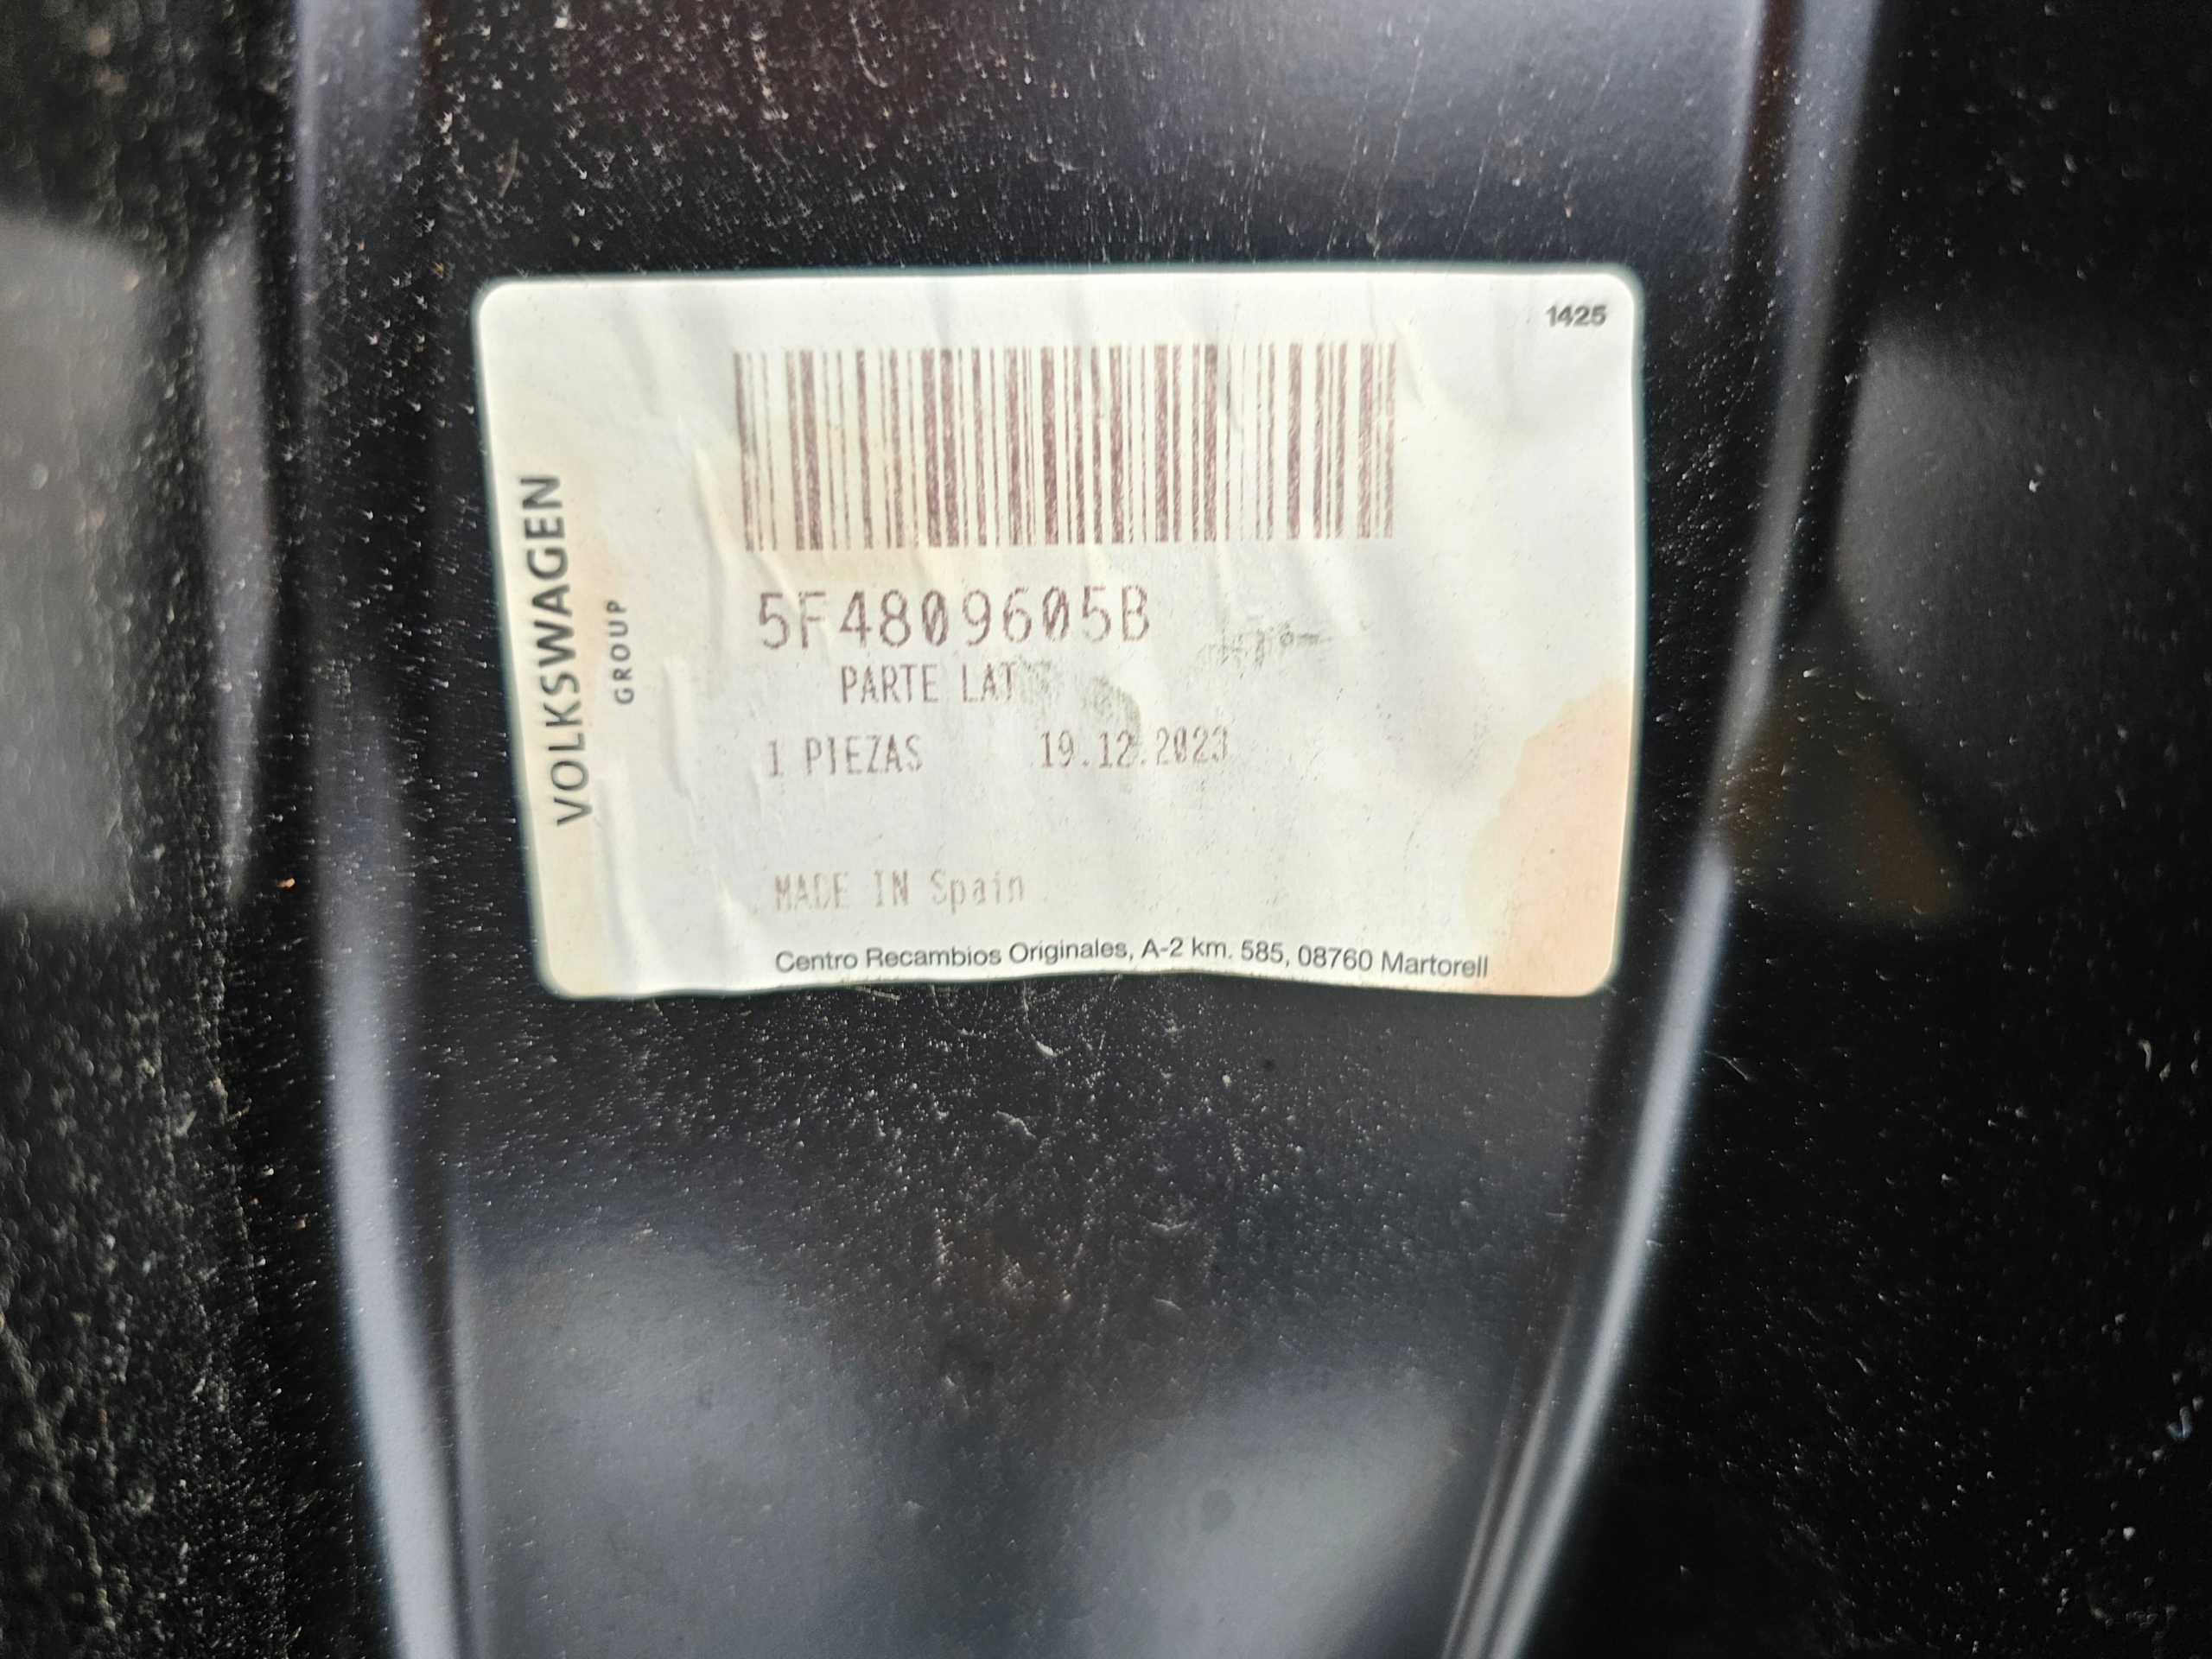 1425
VOLKSWAGEN
GROUP
5F4809605B
PARTE LAT
1 PIEZAS 19.12.2023
MADE IN Spain
Centro Recambios Originales, A-2 km. 585, 08760 Martorell